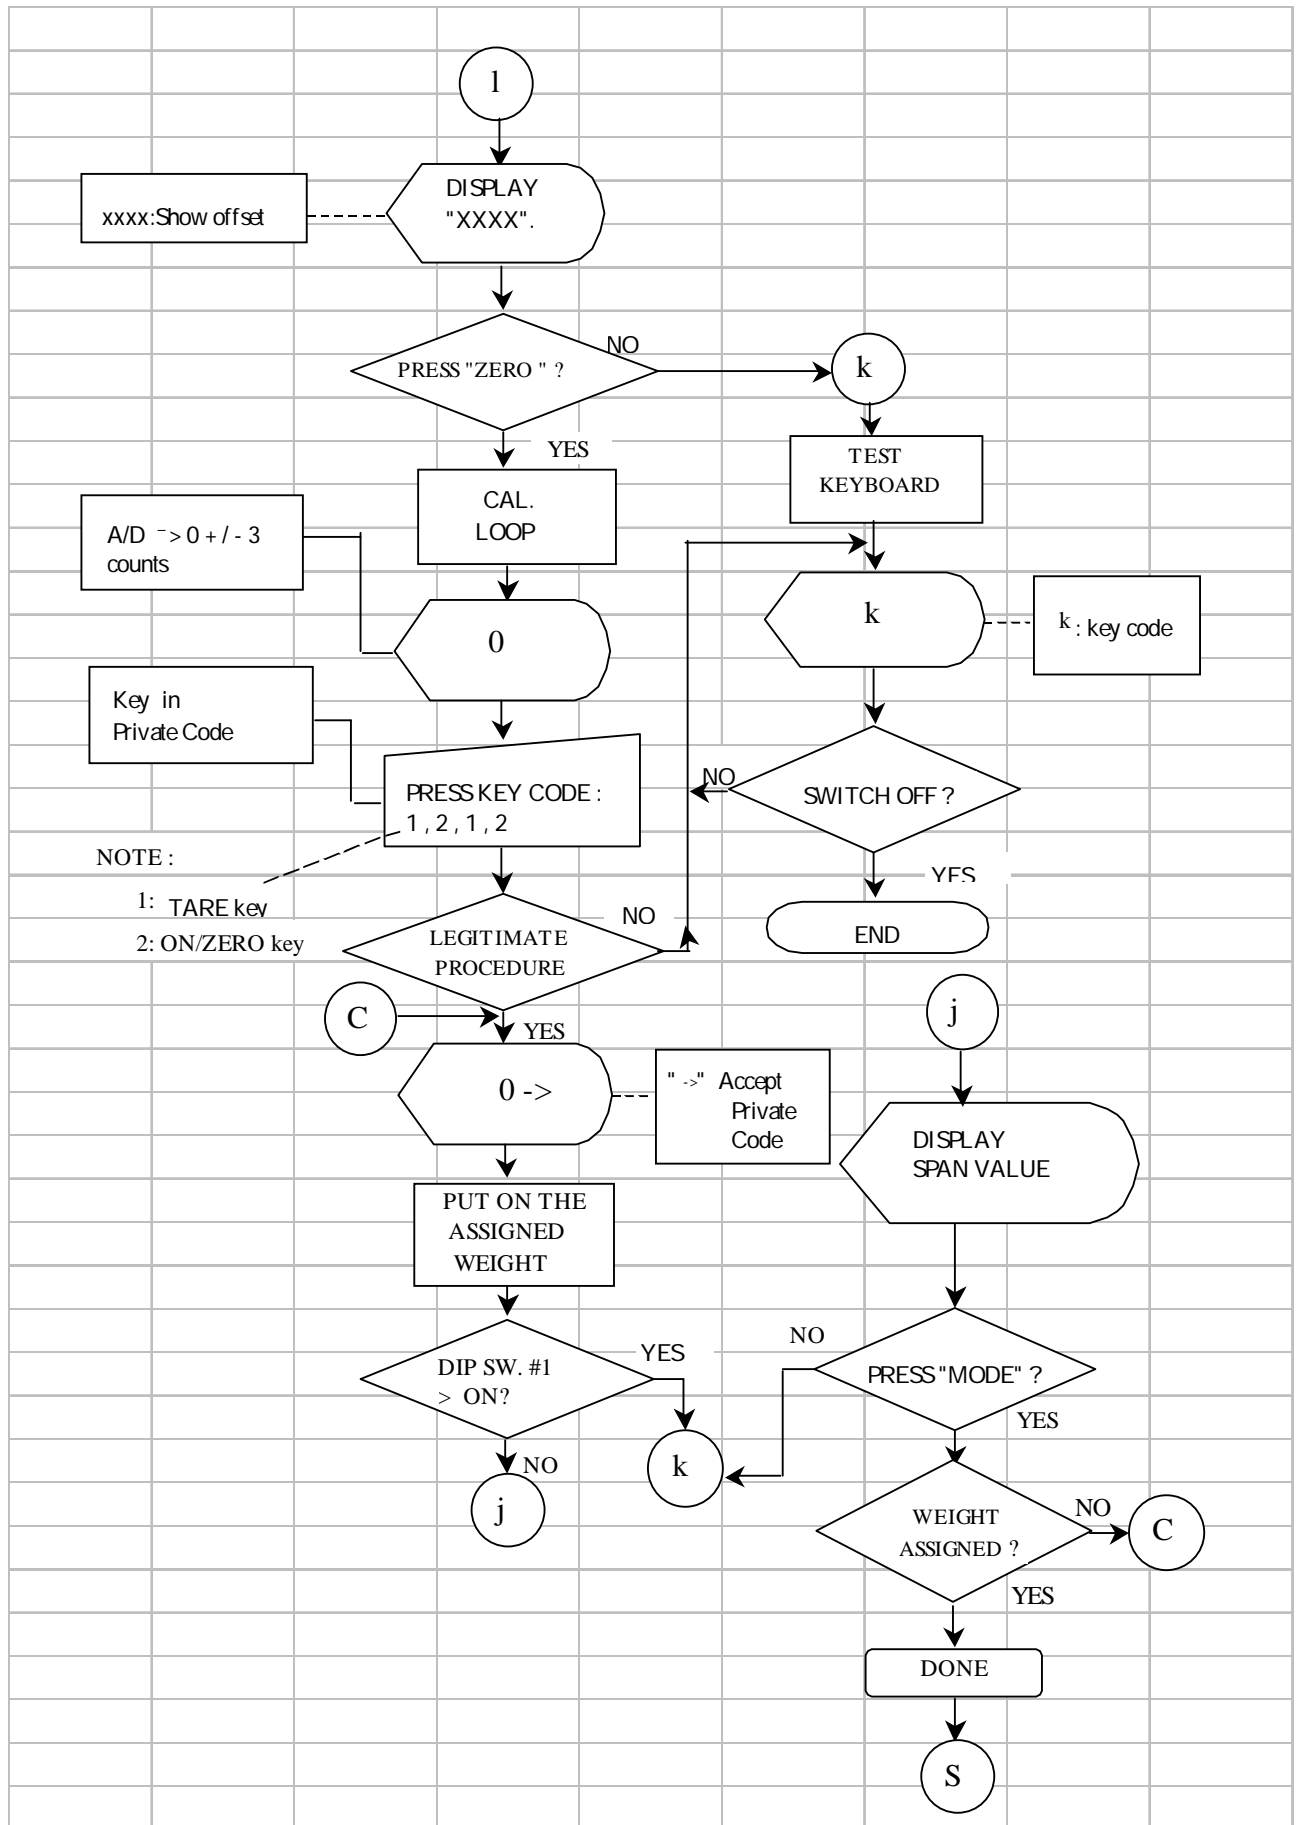 l
DISPLAY
"XXXX".
xxxx:Show offset
PRESS "ZERO " ?
NO
k
YES
TEST
KEYBOARD
CAL.
LOOP
A/D -> 0 + / - 3
counts
0
k
k : key code
Key in
Private Code
PRESS KEY CODE :
1 , 2 , 1 , 2
NO
SWITCH OFF ?
NOTE :
1: TARE key
2: ON/ZERO key
YES
END
LEGITIMATE
PROCEDURE
NO
C
YES
j
0 ->
" ->" Accept
Private
Code
DISPLAY
SPAN VALUE
PUT ON THE
ASSIGNED
WEIGHT
DIP SW. #1
> ON?
YES
NO
PRESS "MODE" ?
YES
k
NO
j
WEIGHT
ASSIGNED ?
NO
C
YES
DONE
S